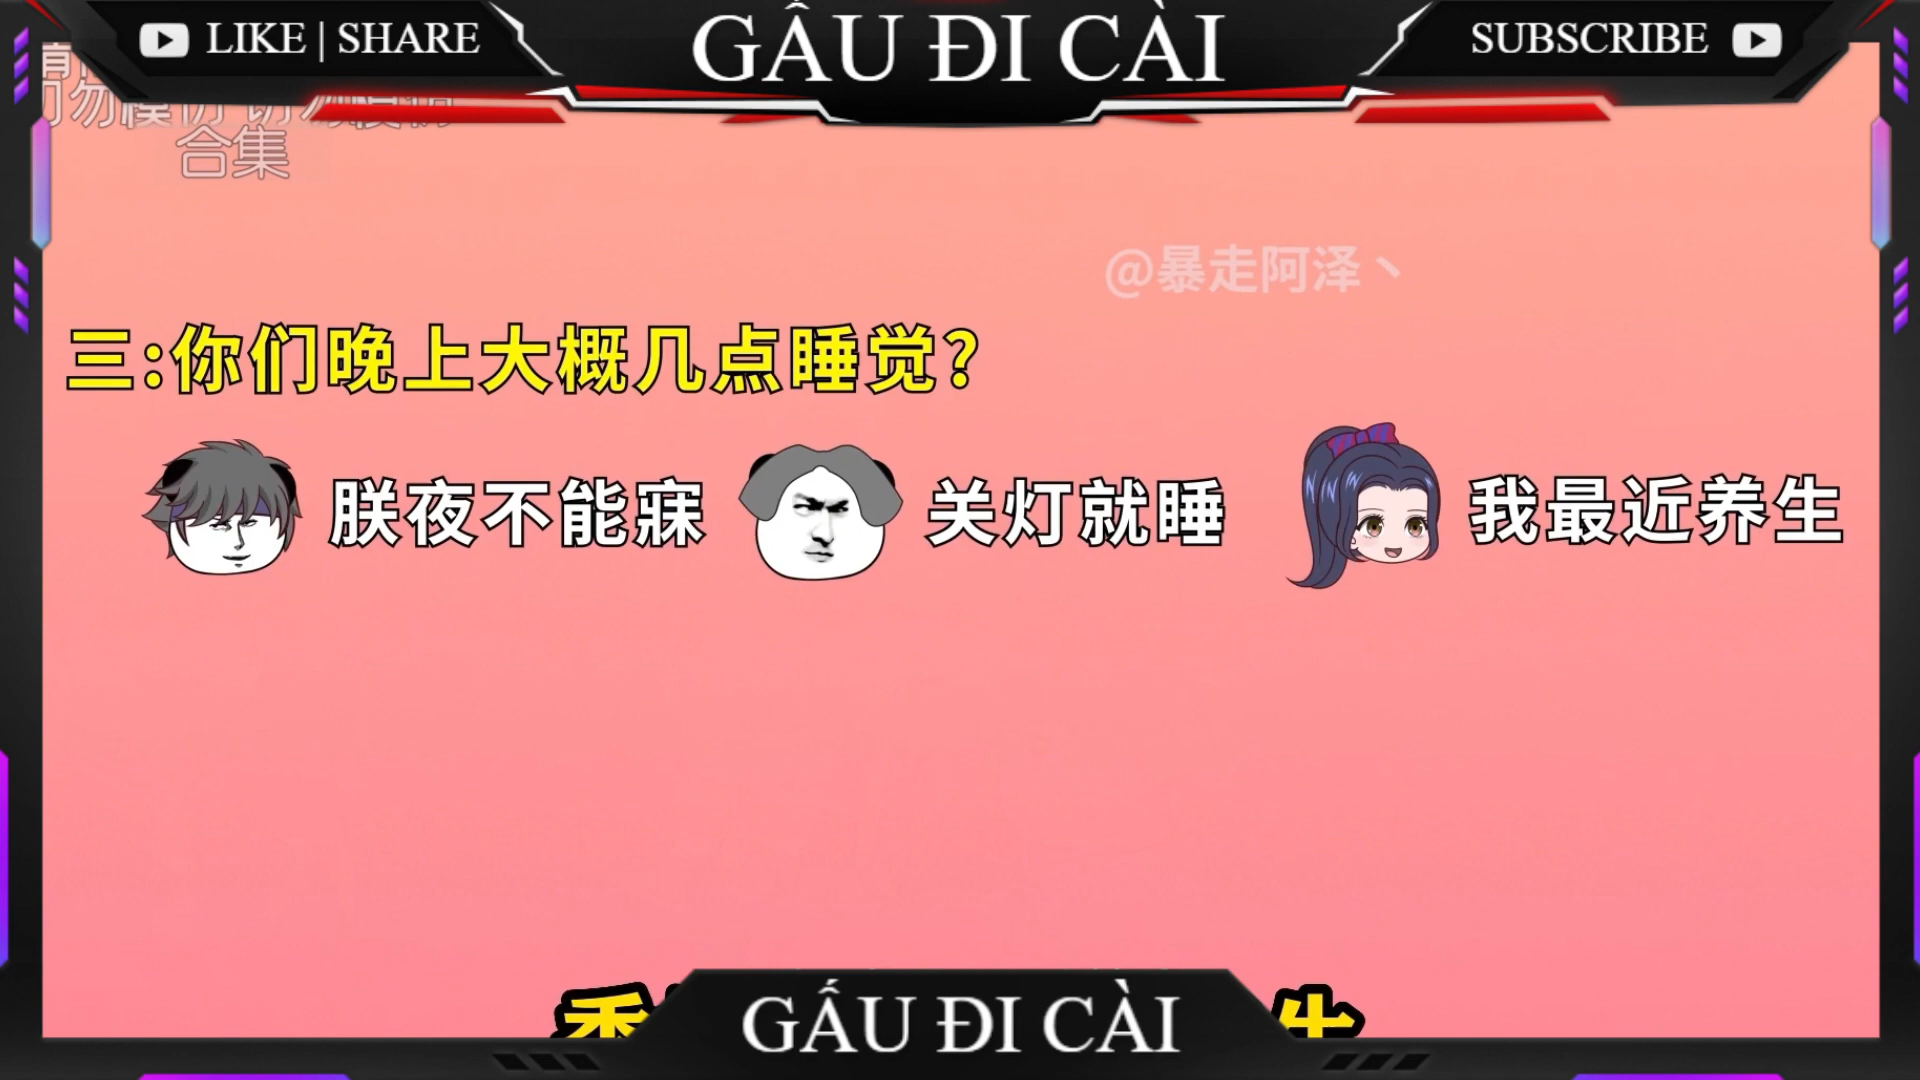 LIKE | SHARE
GẤU ĐI CÀI
SUBSCRIBE
合集
@暴走阿泽丶
三:你们晚上大概几点睡觉?
朕夜不能寐
关灯就睡
我最近养生
GẤU ĐI CÀI